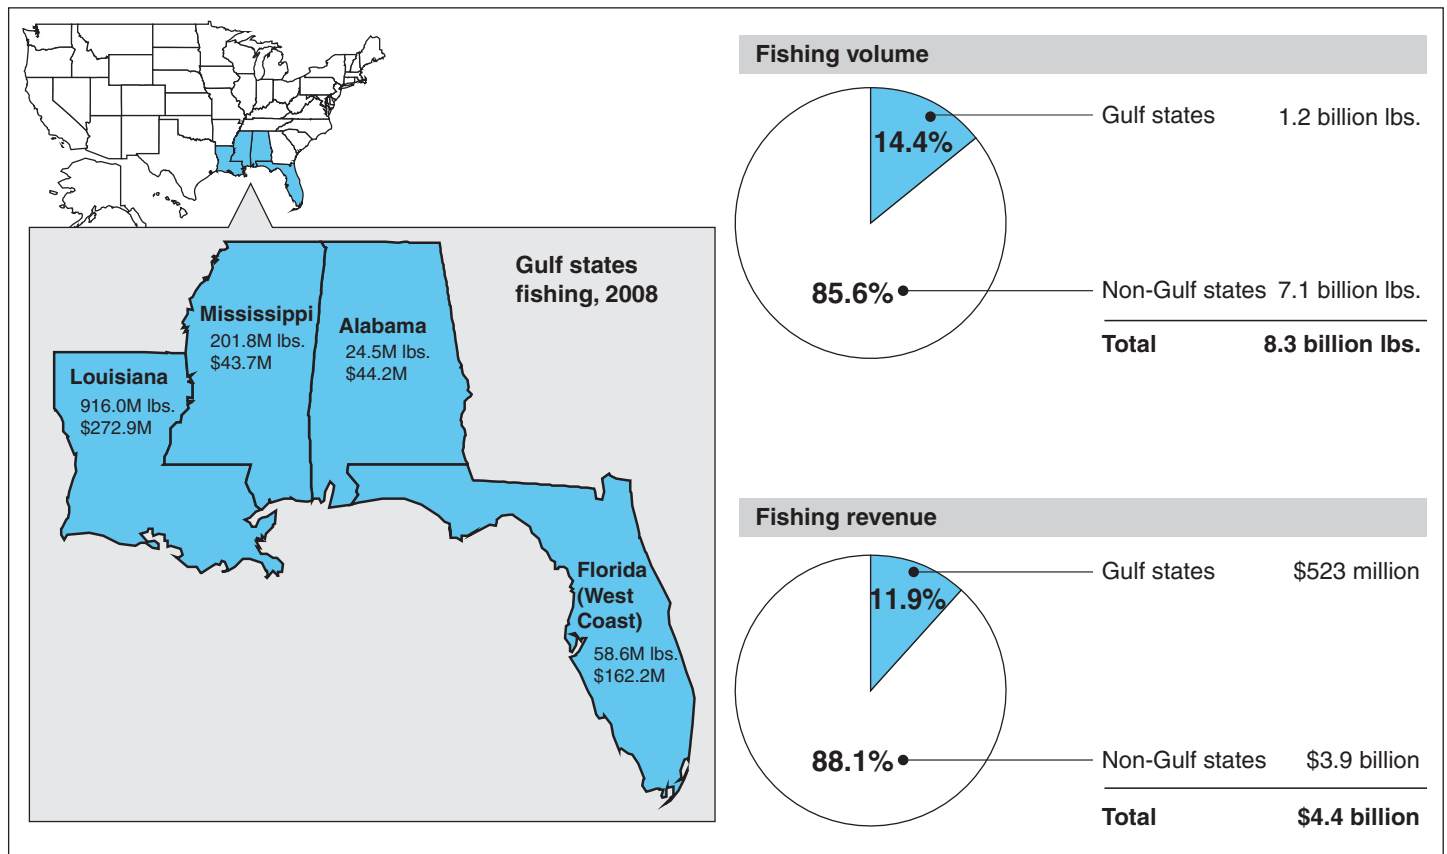 Gulf states
fishing, 2008
Mississippi
201.8M lbs.
$43.7M
Alabama
24.5M lbs.
$44.2M
Louisiana
916.0M lbs.
$272.9M
Florida
(West
Coast)
58.6M lbs.
$162.2M
Fishing volume
14.4%
Gulf states 1.2 billion lbs.
85.6%
Non-Gulf states 7.1 billion lbs.
Total 8.3 billion lbs.
Fishing revenue
11.9%
Gulf states $523 million
88.1%
Non-Gulf states $3.9 billion
Total $4.4 billion